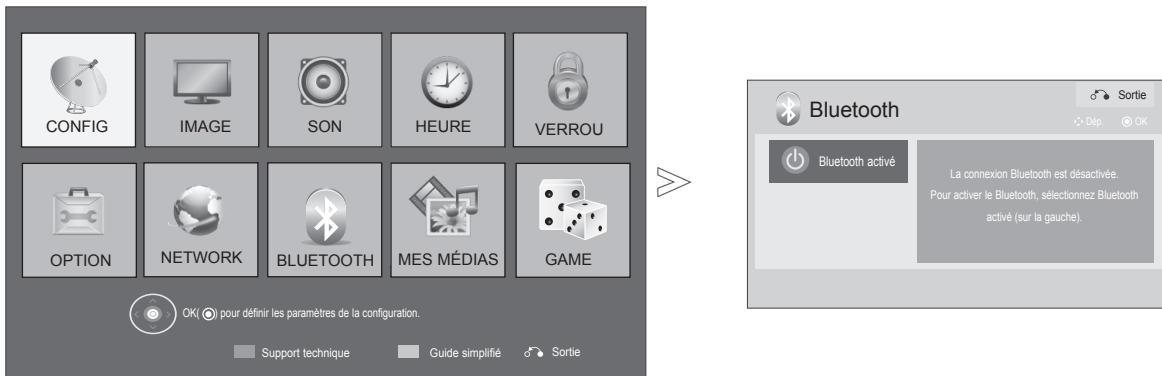 CONFIG
IMAGE
SON
HEURE
VERROU
OPTION
NETWORK
BLUETOOTH
MES MÉDIAS
GAME
OK( ) pour définir les paramètres de la configuration.
Support technique
Guide simplifié
Sortie
Bluetooth
Sortie
Dép.
OK
Bluetooth activé
La connexion Bluetooth est désactivée.
Pour activer le Bluetooth, sélectionnez Bluetooth
activé (sur la gauche).